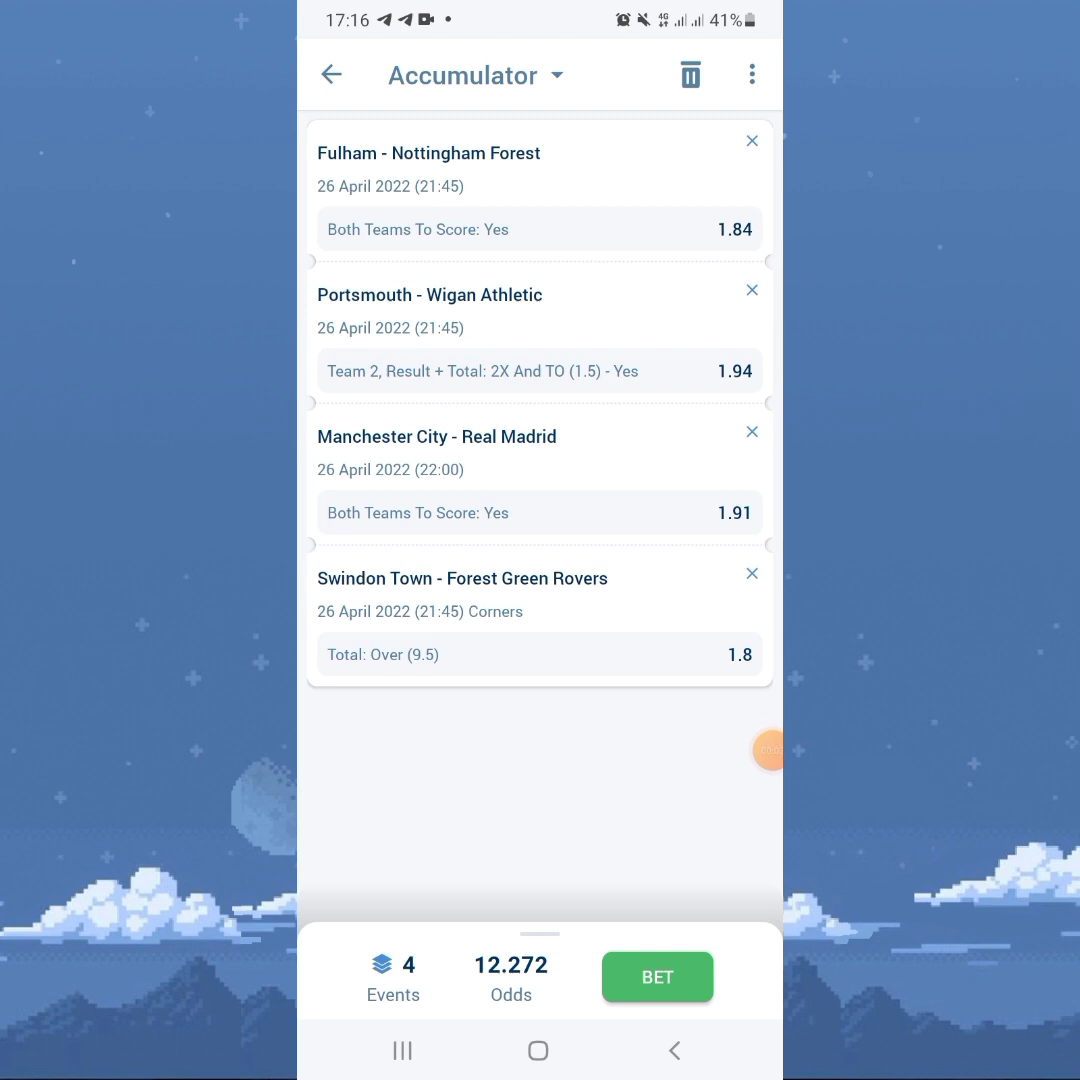 17:16 4G 41%
Accumulator
Fulham - Nottingham Forest
26 April 2022 (21:45)
Both Teams To Score: Yes 1.84
Portsmouth - Wigan Athletic
26 April 2022 (21:45)
Team 2, Result + Total: 2X And TO (1.5) - Yes 1.94
Manchester City - Real Madrid
26 April 2022 (22:00)
Both Teams To Score: Yes 1.91
Swindon Town - Forest Green Rovers
26 April 2022 (21:45) Corners
Total: Over (9.5) 1.8
4 12.272 BET
Events Odds